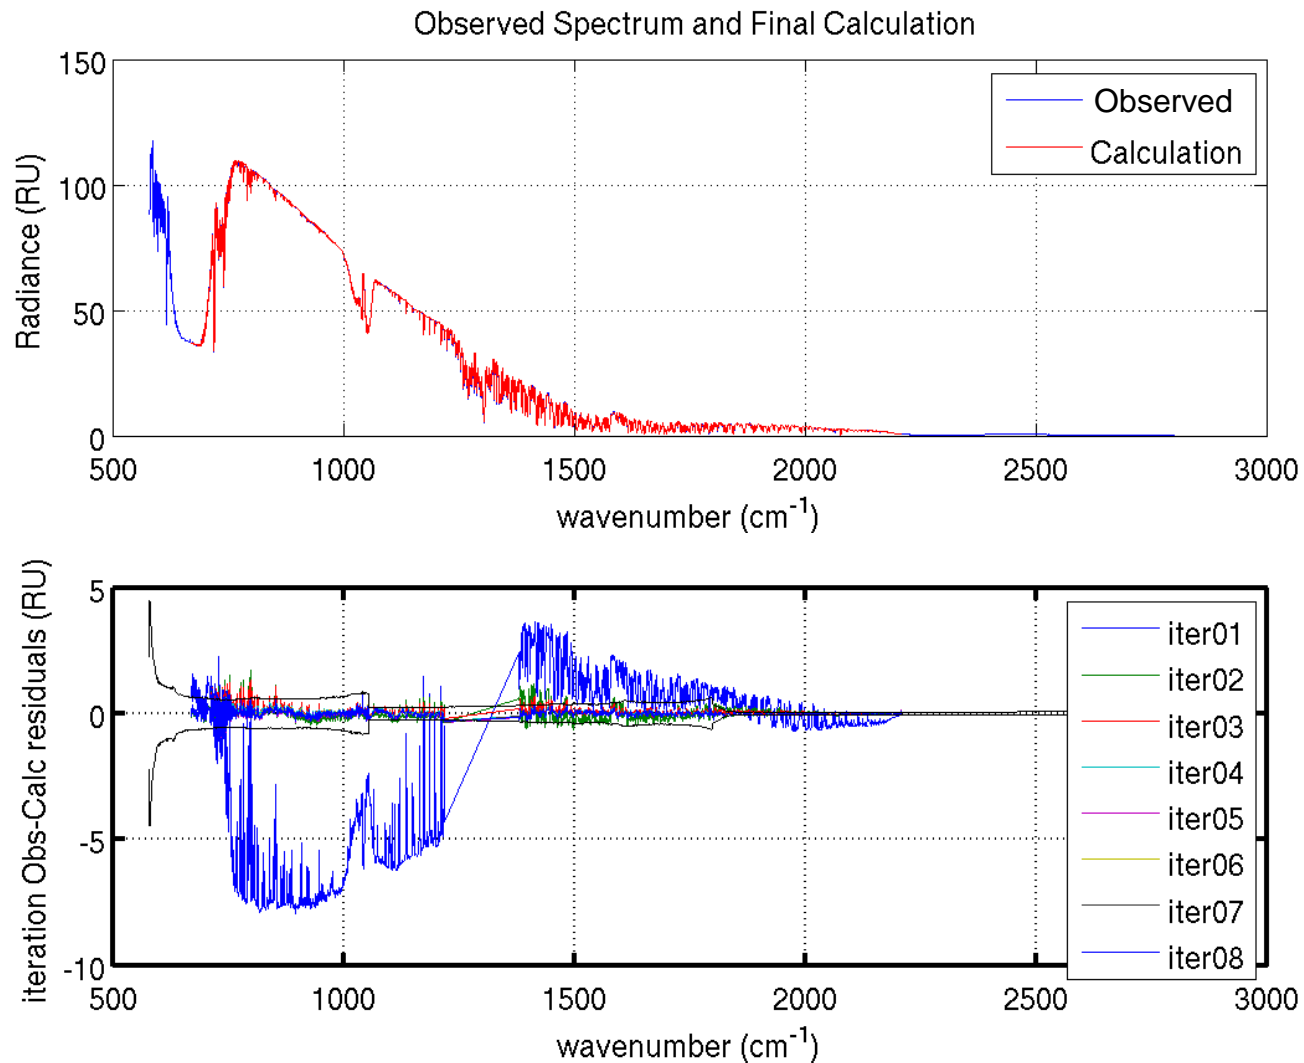 Observed Spectrum and Final Calculation
150
100
50
0
Radiance (RU)
Observed
Calculation
500 1000 1500 2000 2500 3000
wavenumber (cm-1)
5
0
-5
-10
iteration Obs-Calc residuals (RU)
iter01
iter02
iter03
iter04
iter05
iter06
iter07
iter08
500 1000 1500 2000 2500 3000
wavenumber (cm-1)